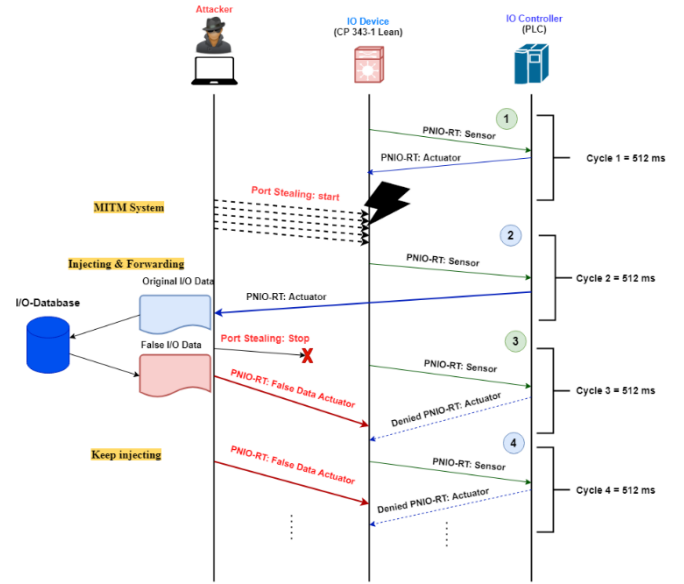 Attacker
IO Device
(CP 343-1 Lean)
IO Controller
(PLC)
1
PNIO-RT: Sensor
PNIO-RT: Actuator
Cycle 1 = 512 ms
Port Stealing: start
MITM System
2
Injecting & Forwarding
PNIO-RT: Sensor
Cycle 2 = 512 ms
Original I/O Data
PNIO-RT: Actuator
I/O-Database
Port Stealing: Stop
X
False I/O Data
3
PNIO-RT: Sensor
PNIO-RT: False Data Actuator
Cycle 3 = 512 ms
Denied PNIO-RT: Actuator
4
Keep injecting
PNIO-RT: False Data Actuator
PNIO-RT: Sensor
Cycle 4 = 512 ms
Denied PNIO-RT: Actuator